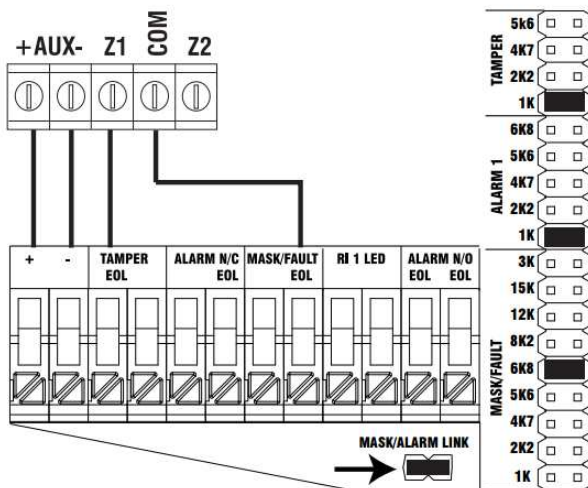 +AUX- Z1 COM Z2
+ - TAMPER EOL ALARM N/C EOL MASK/FAULT EOL RI 1 LED ALARM N/O EOL EOL
MASK/ALARM LINK
TAMPER
5k6
4K7
2K2
1K
ALARM 1
6K8
5K6
4K7
2K2
1K
MASK/FAULT
3K
15K
12K
8K2
6K8
5K6
4K7
2K2
1K